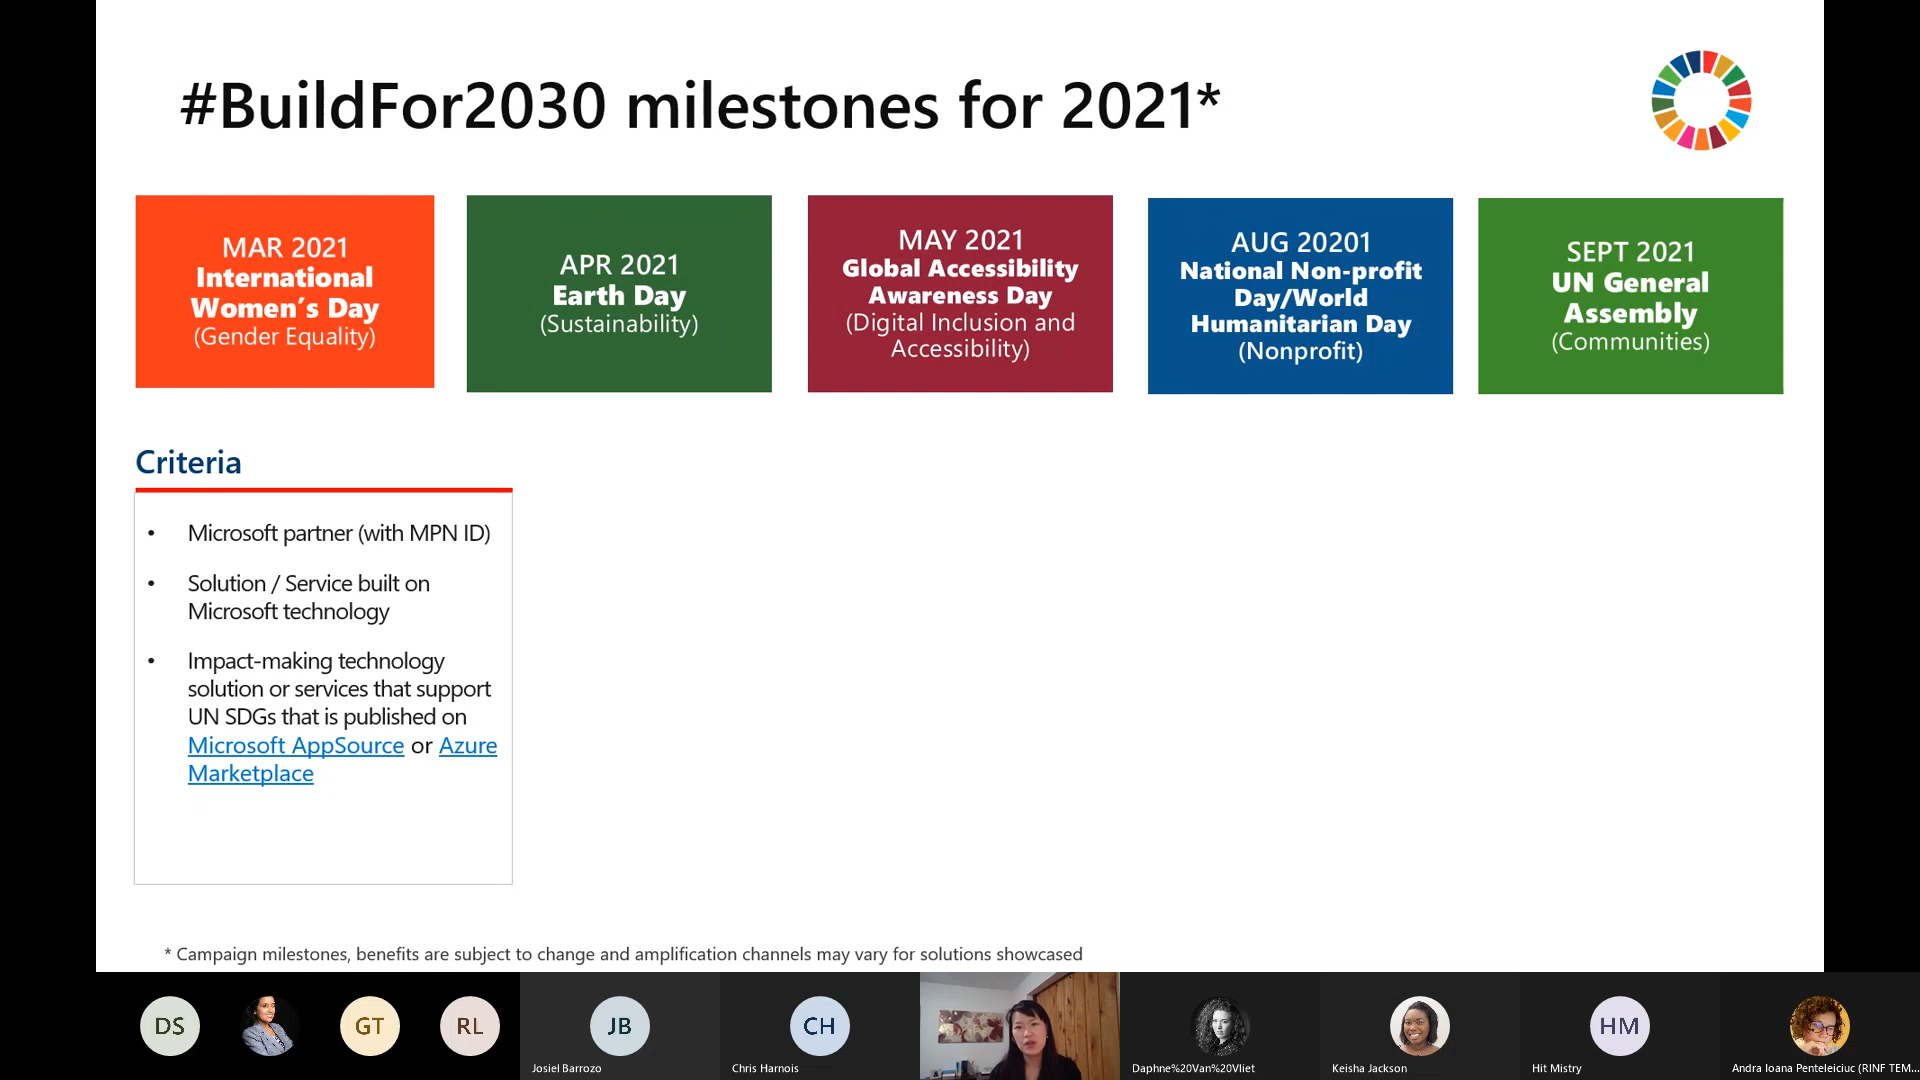 #BuildFor2030 milestones for 2021*
MAR 2021
International
Women’s Day
(Gender Equality)
APR 2021
Earth Day
(Sustainability)
MAY 2021
Global Accessibility
Awareness Day
(Digital Inclusion and
Accessibility)
AUG 20201
National Non-profit
Day/World
Humanitarian Day
(Nonprofit)
SEPT 2021
UN General
Assembly
(Communities)
Criteria
• Microsoft partner (with MPN ID)
• Solution / Service built on
Microsoft technology
• Impact-making technology
solution or services that support
UN SDGs that is published on
Microsoft AppSource or Azure
Marketplace
* Campaign milestones, benefits are subject to change and amplification channels may vary for solutions showcased
DS
GT
RL
JB
Josiel Barrozo
CH
Chris Harnois
Daphne%20Van%20Vliet
Keisha Jackson
HM
Hit Mistry
Andra Ioana Penteleiciuc (RINF TEM...